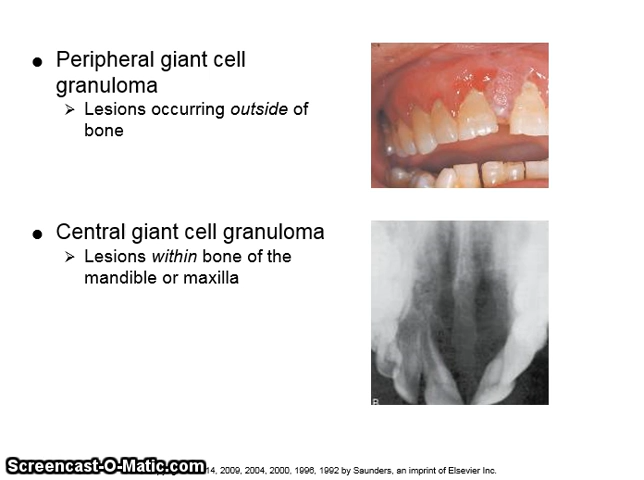 Peripheral giant cell
granuloma
Lesions occurring outside of
bone
Central giant cell granuloma
Lesions within bone of the
mandible or maxilla
B
Screencast-O-Matic.com
14, 2009, 2004, 2000, 1996, 1992 by Saunders, an imprint of Elsevier Inc.